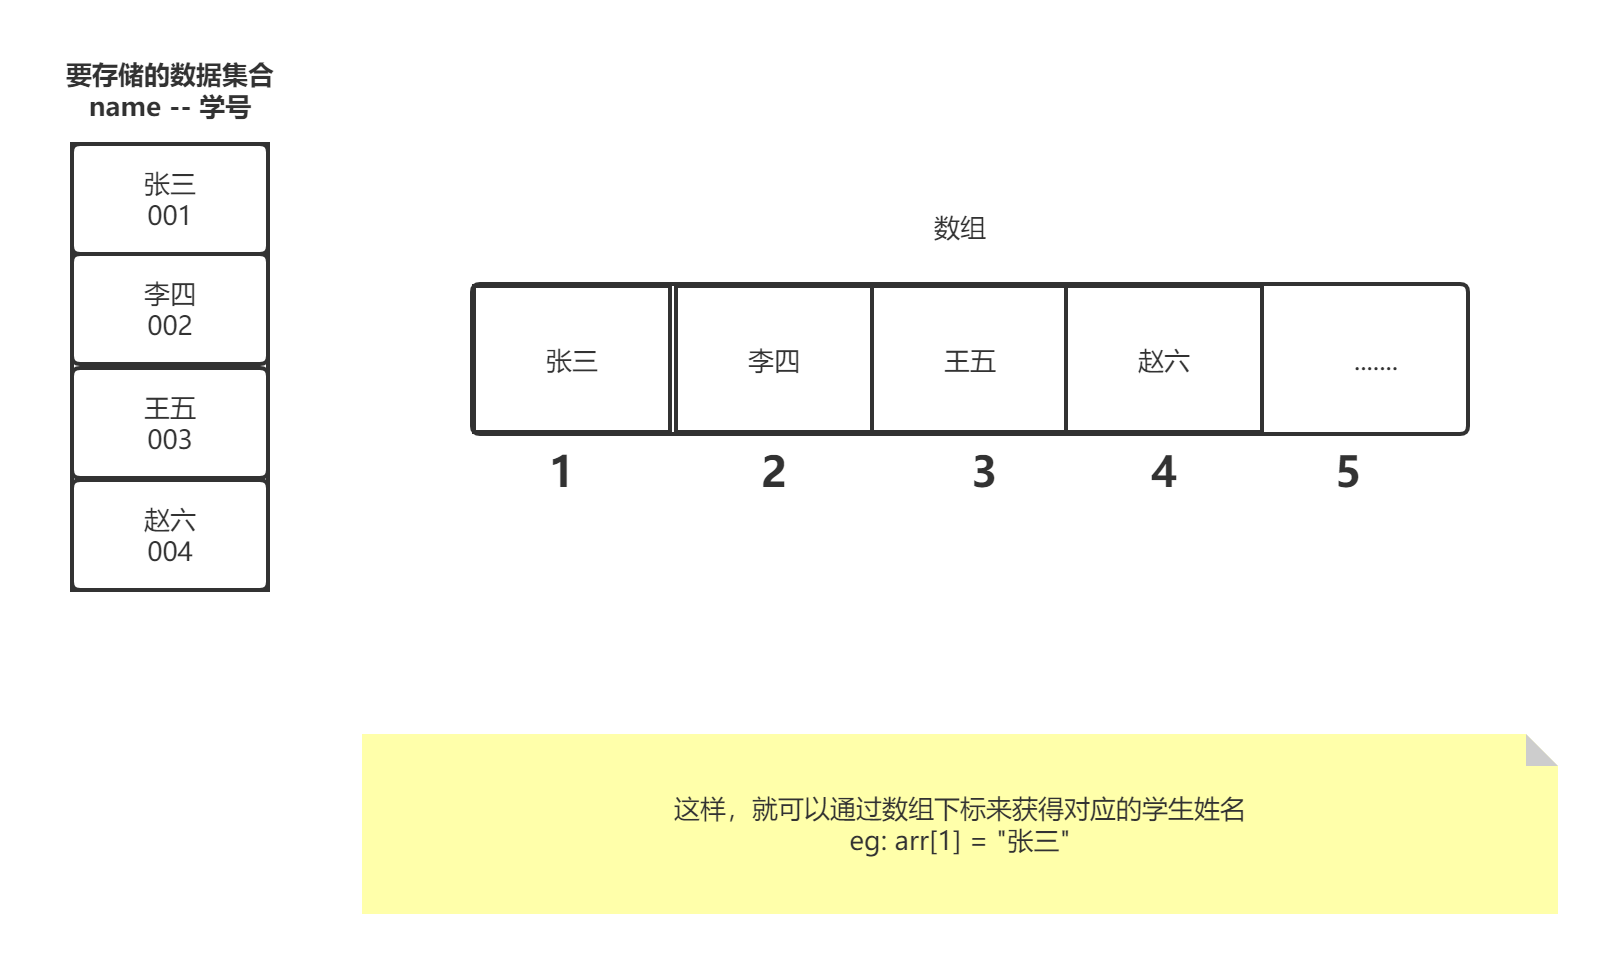 要存储的数据集合
name -- 学号
张三
001
李四
002
王五
003
赵六
004
数组
张三
李四
王五
赵六
.......
1
2
3
4
5
这样，就可以通过数组下标来获得对应的学生姓名
eg: arr[1] = "张三"